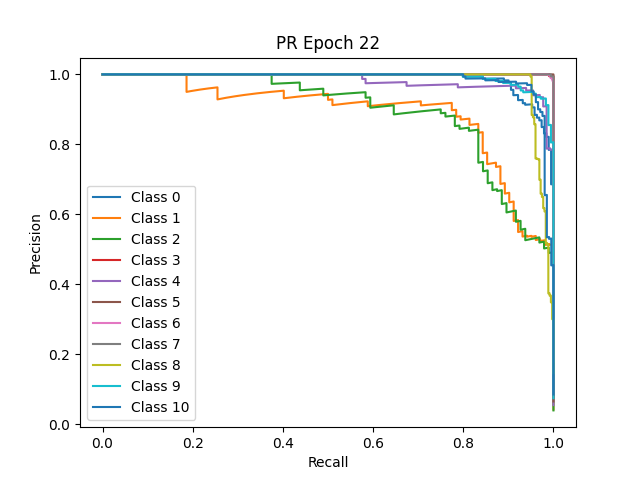 PR Epoch 22
1.0
0.8
0.6
0.4
0.2
0.0
Precision
Class 0
Class 1
Class 2
Class 3
Class 4
Class 5
Class 6
Class 7
Class 8
Class 9
Class 10
0.0 0.2 0.4 0.6 0.8 1.0
Recall